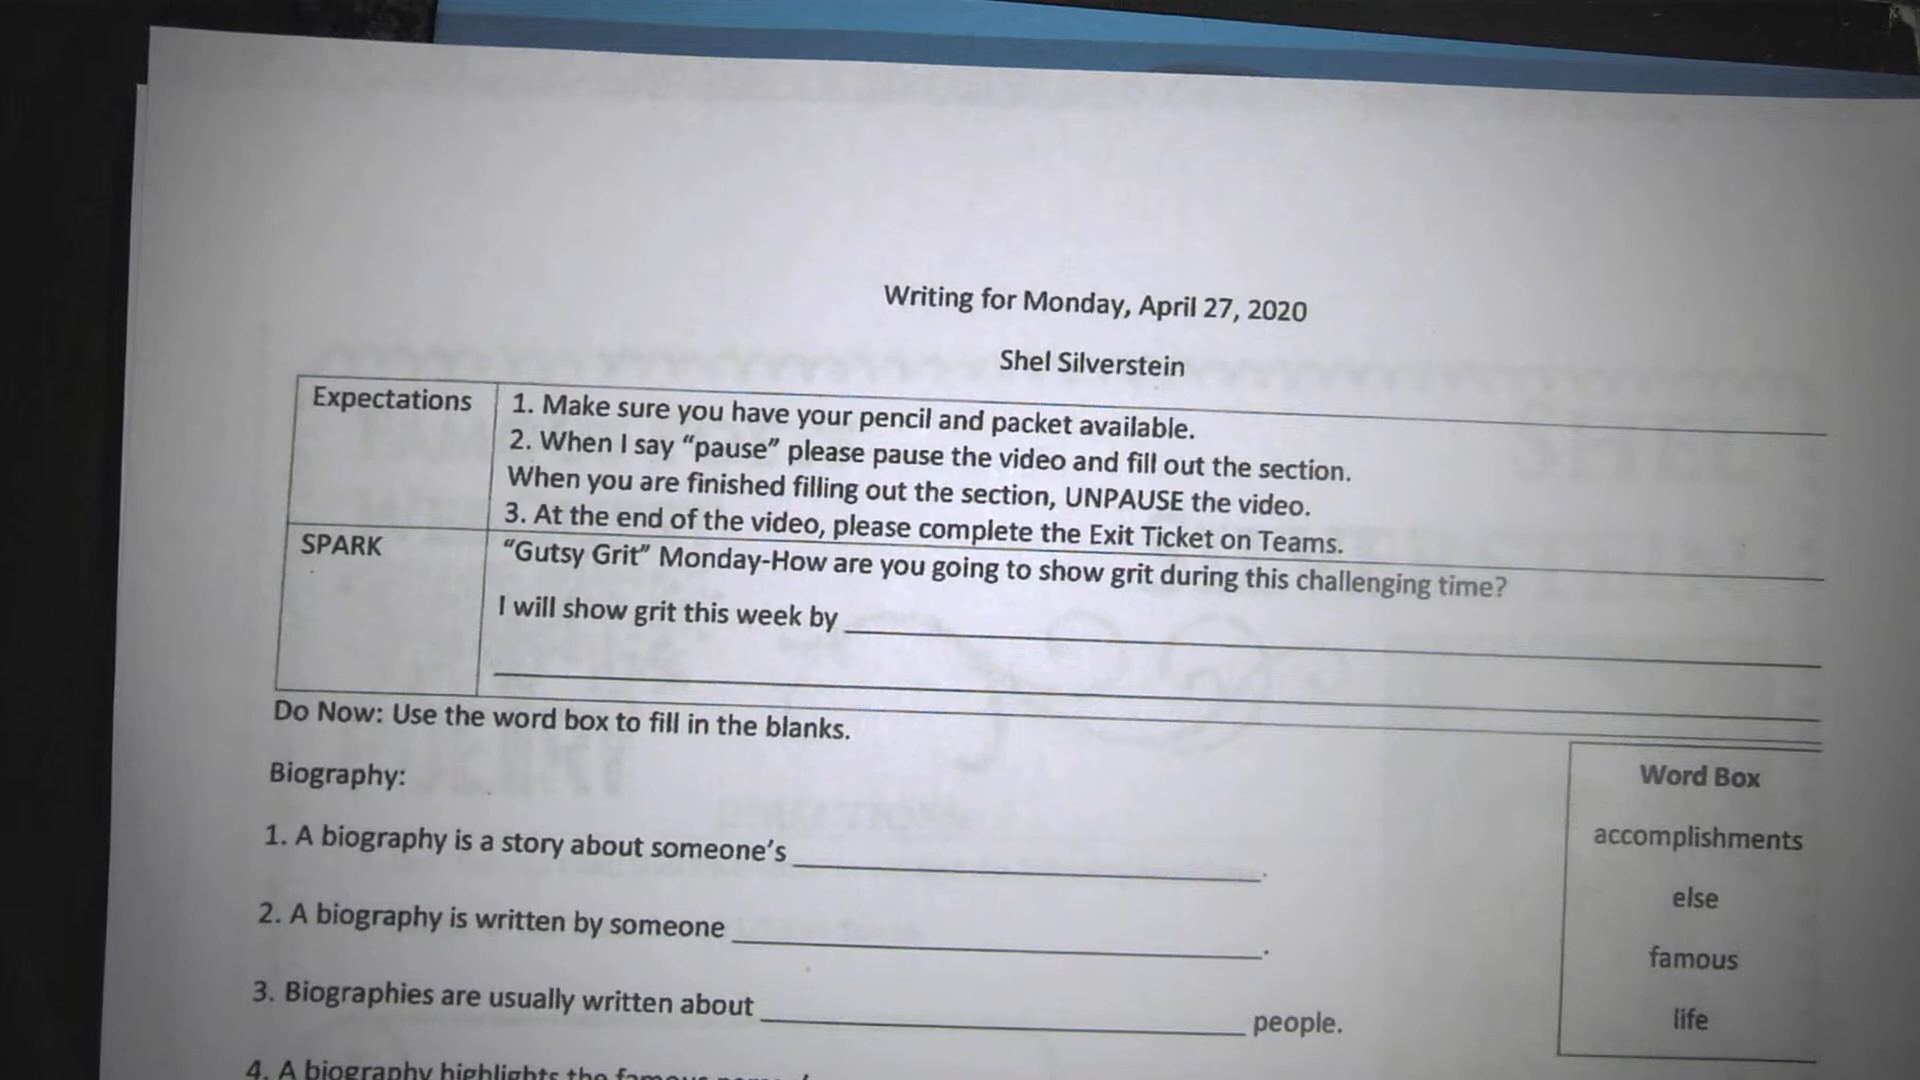 Writing for Monday, April 27, 2020
Shel Silverstein
Expectations
1. Make sure you have your pencil and packet available.
2. When I say “pause” please pause the video and fill out the section.
When you are finished filling out the section, UNPAUSE the video.
3. At the end of the video, please complete the Exit Ticket on Teams.
SPARK
“Gutsy Grit” Monday-How are you going to show grit during this challenging time?
I will show grit this week by
Do Now: Use the word box to fill in the blanks.
Biography:
1. A biography is a story about someone’s .
2. A biography is written by someone .
3. Biographies are usually written about people.
4. A biography highlights the famous
Word Box
accomplishments
else
famous
life